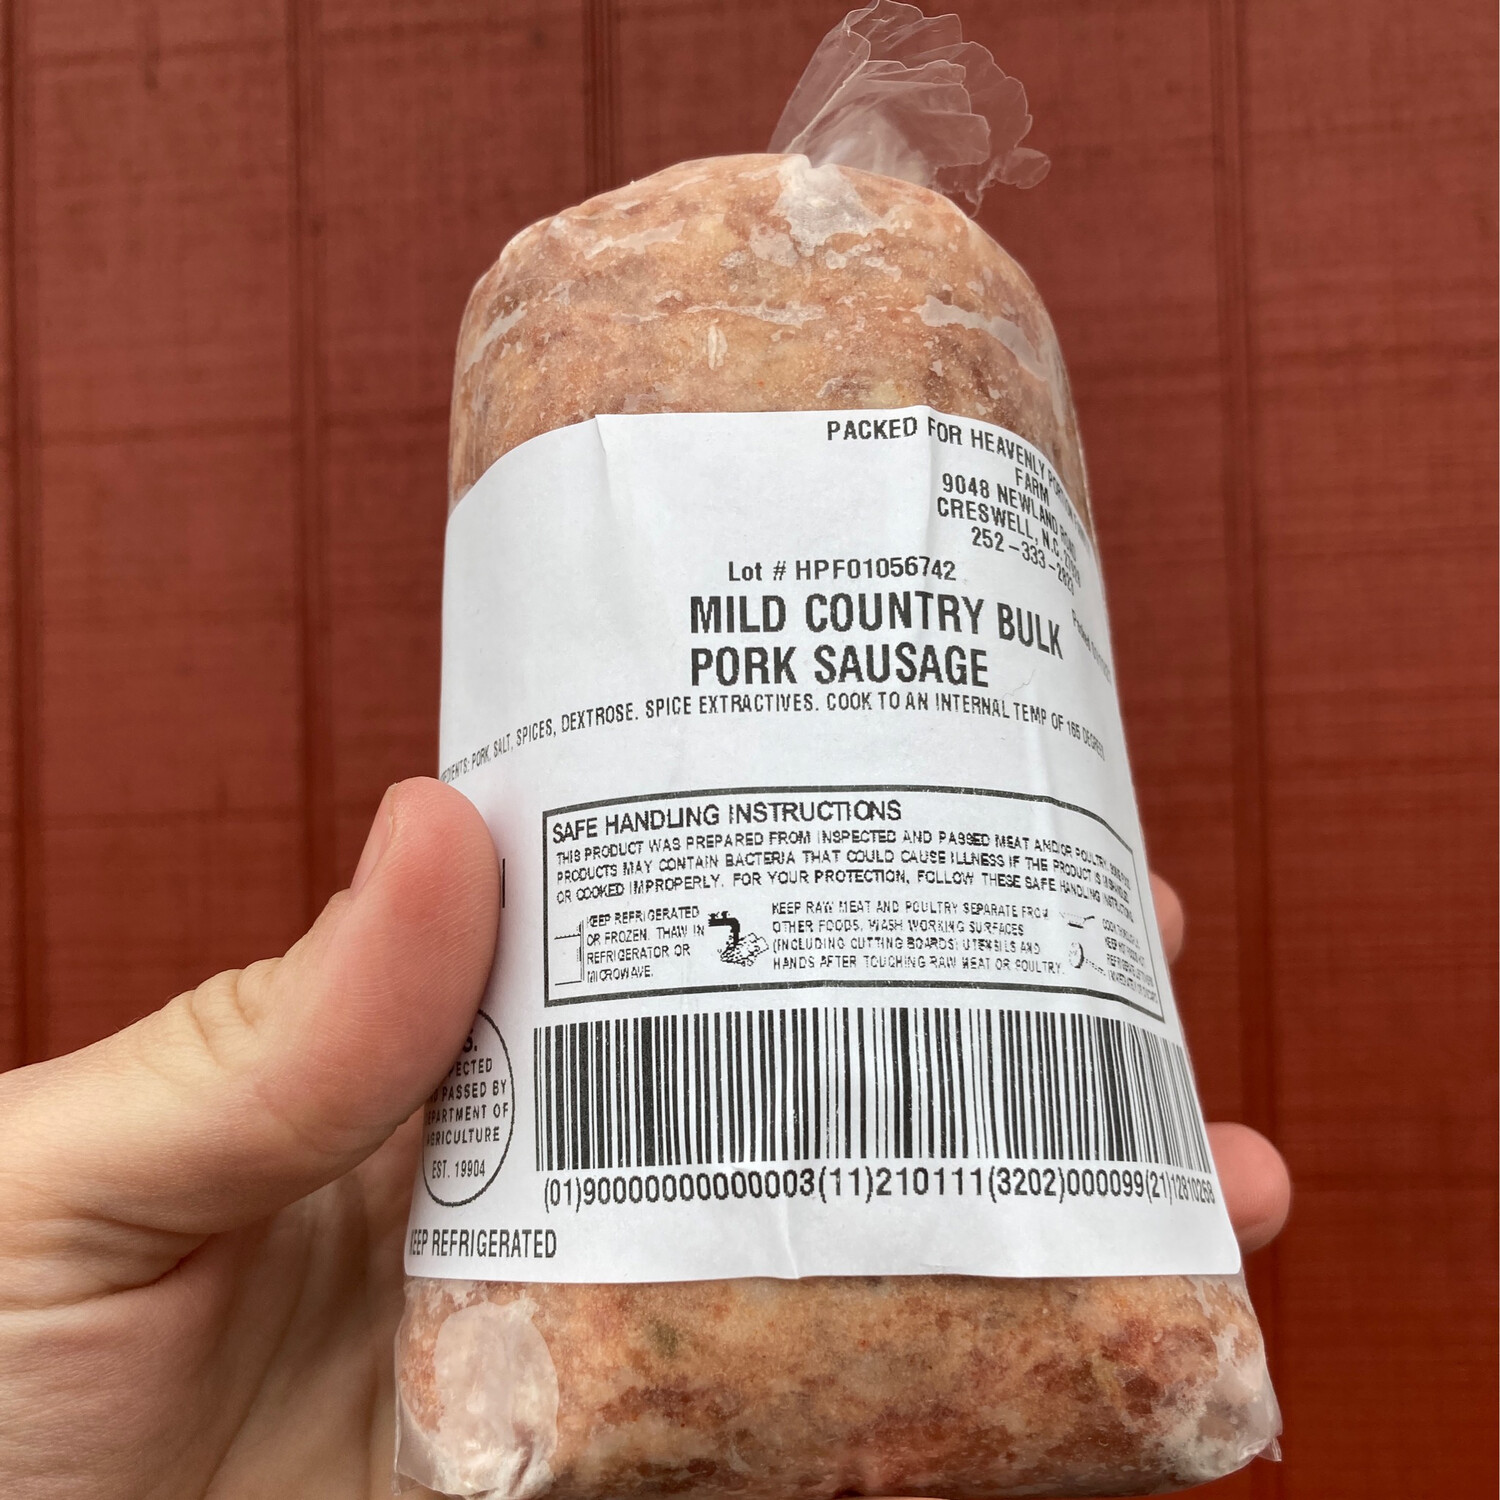 PACKED FOR HEAVENLY
FARM
9048 NEWLAND
CRESWELL, N.C.
252-333-
Lot # HPF01056742
MILD COUNTRY BULK
PORK SAUSAGE
PORK, SALT, SPICES, DEXTROSE. SPICE EXTRACTIVES. COOK TO AN INTERNAL TEMP OF 165
SAFE HANDLING INSTRUCTIONS
THIS PRODUCT WAS PREPARED FROM INSPECTED AND PASSED MEAT AND/OR POULTRY.
PRODUCTS MAY CONTAIN BACTERIA THAT COULD CAUSE ILLNESS IF THE PRODUCT IS
OR COOKED IMPROPERLY. FOR YOUR PROTECTION, FOLLOW THESE SAFE HANDLING
KEEP REFRIGERATED
OR FROZEN. THAW IN
REFRIGERATOR OR
MICROWAVE.
KEEP RAW MEAT AND POULTRY SEPARATE FROM
OTHER FOODS. WASH WORKING SURFACES
(INCLUDING CUTTING BOARDS) UTENSILS AND
HANDS AFTER TOUCHING RAW MEAT OR POULTRY.
S.
PECTED
PASSED BY
PARTMENT OF
GRICULTURE
EST. 19904
(01)90000000000003(11)210111(3202)000099(21)
KEEP REFRIGERATED